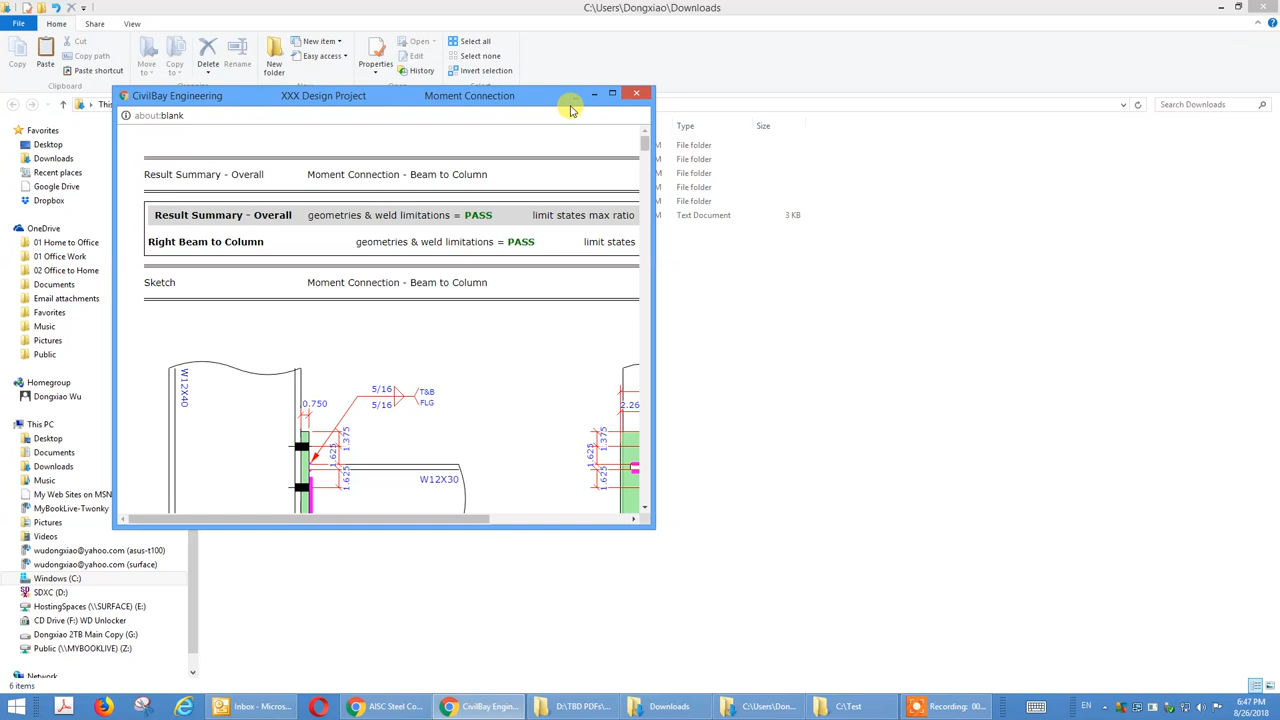 C:\Users\Dongxiao\Downloads
File
Home
Share
View
Copy
Paste
Cut
Copy path
Paste shortcut
Clipboard
Move to
Copy to
Delete
Rename
New folder
New item
Easy access
Properties
Open
Edit
History
Select all
Select none
Invert selection
Search Downloads
Type
Size
File folder
File folder
File folder
File folder
File folder
Text Document 3 KB
CivilBay Engineering XXX Design Project Moment Connection
about:blank
Result Summary - Overall Moment Connection - Beam to Column
Result Summary - Overall geometries & weld limitations = PASS limit states max ratio
Right Beam to Column geometries & weld limitations = PASS limit states
Sketch Moment Connection - Beam to Column
W12X40
0.750
5/16
5/16
T&B
FLG
1.375
1.625
1.625
W12X30
2.26
1.375
1.625
1.625
Favorites
Desktop
Downloads
Recent places
Google Drive
Dropbox
OneDrive
01 Home to Office
01 Office Work
02 Office to Home
Documents
Email attachments
Favorites
Music
Pictures
Public
Homegroup
Dongxiao Wu
This PC
Desktop
Documents
Downloads
Music
My Web Sites on MSN
MyBookLive-Twonky
Pictures
Videos
wudongxiao@yahoo.com (asus-t100)
wudongxiao@yahoo.com (surface)
Windows (C:)
SDXC (D:)
HostingSpaces (\\SURFACE) (E:)
CD Drive (F:) WD Unlocker
Dongxiao 2TB Main Copy (G:)
Public (\\MYBOOKLIVE) (Z:)
Network
6 items
Inbox - Micros...
AISC Steel Co...
CivilBay Engin...
D:\TBD PDFs\...
Downloads
C:\Users\Don...
C:\Test
Recording: 00...
EN
6:47 PM
8/26/2018